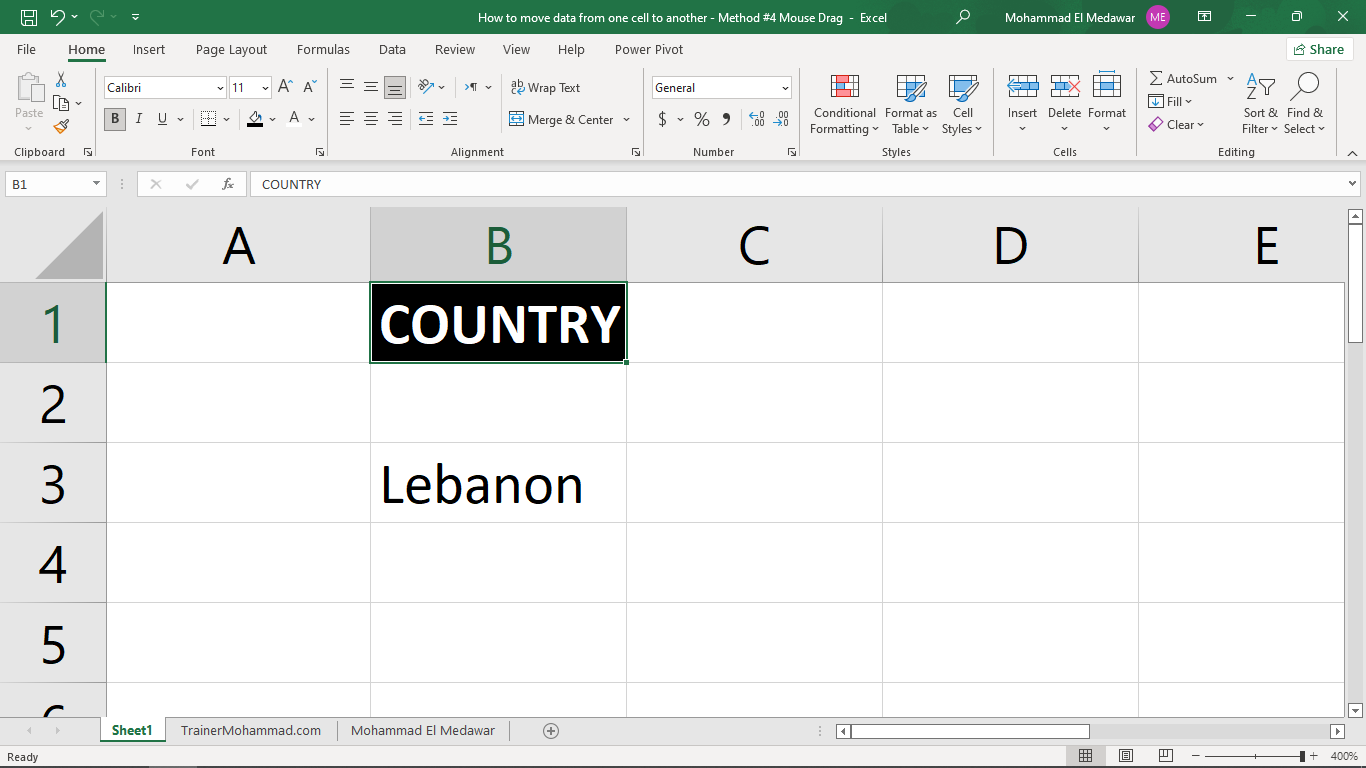 How to move data from one cell to another - Method #4 Mouse Drag - Excel
Mohammad El Medawar ME
File Home Insert Page Layout Formulas Data Review View Help Power Pivot Share
Paste
Clipboard
Calibri 11
B I U A
Font
ab Wrap Text
Merge & Center
Alignment
General
$ % ,
Number
Conditional Formatting
Format as Table
Cell Styles
Styles
Insert Delete Format
Cells
AutoSum
Fill
Clear
Sort & Filter
Find & Select
Editing
B1 fx COUNTRY
A B C D E
1 COUNTRY
2
3 Lebanon
4
5
6
Sheet1 TrainerMohammad.com Mohammad El Medawar
Ready 400%